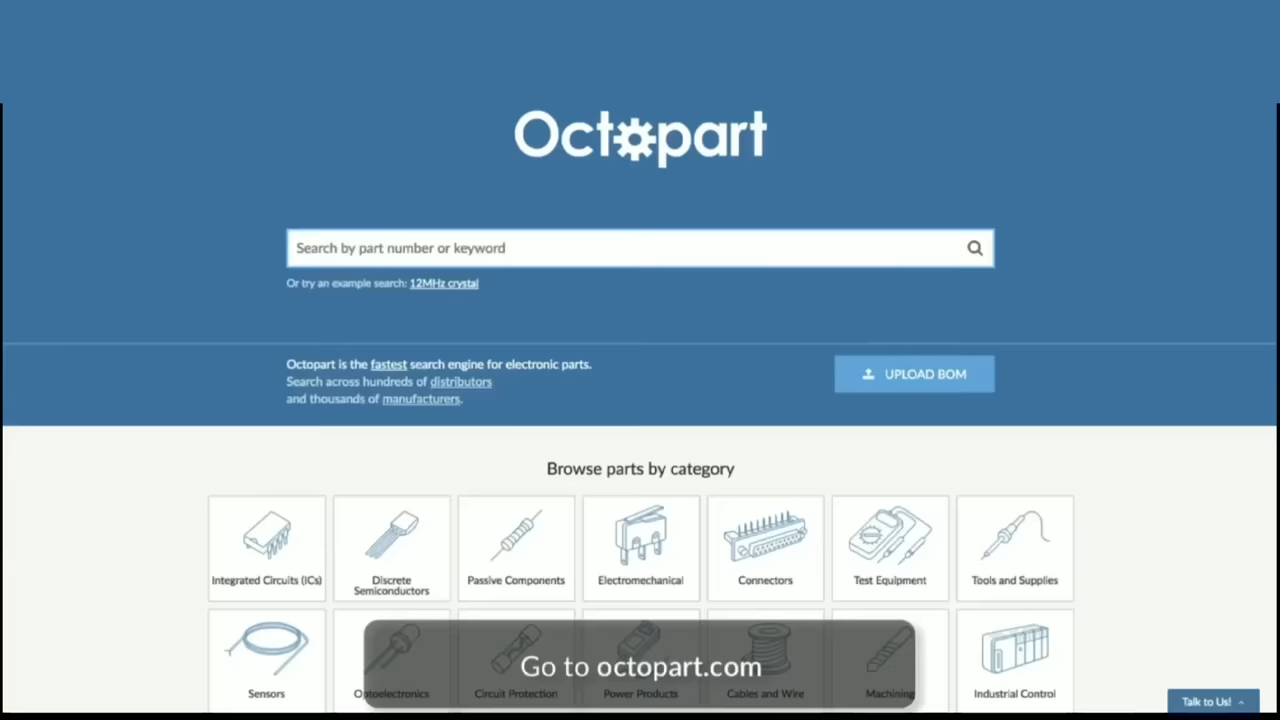 Octopart
Search by part number or keyword
Or try an example search: 12MHz crystal
Octopart is the fastest search engine for electronic parts.
Search across hundreds of distributors
and thousands of manufacturers.
UPLOAD BOM
Browse parts by category
Integrated Circuits (ICs)
Discrete
Semiconductors
Passive Components
Electromechanical
Connectors
Test Equipment
Tools and Supplies
Sensors
Optoelectronics
Circuit Protection
Power Products
Cables and Wire
Machining
Industrial Control
Go to octopart.com
Talk to Us!